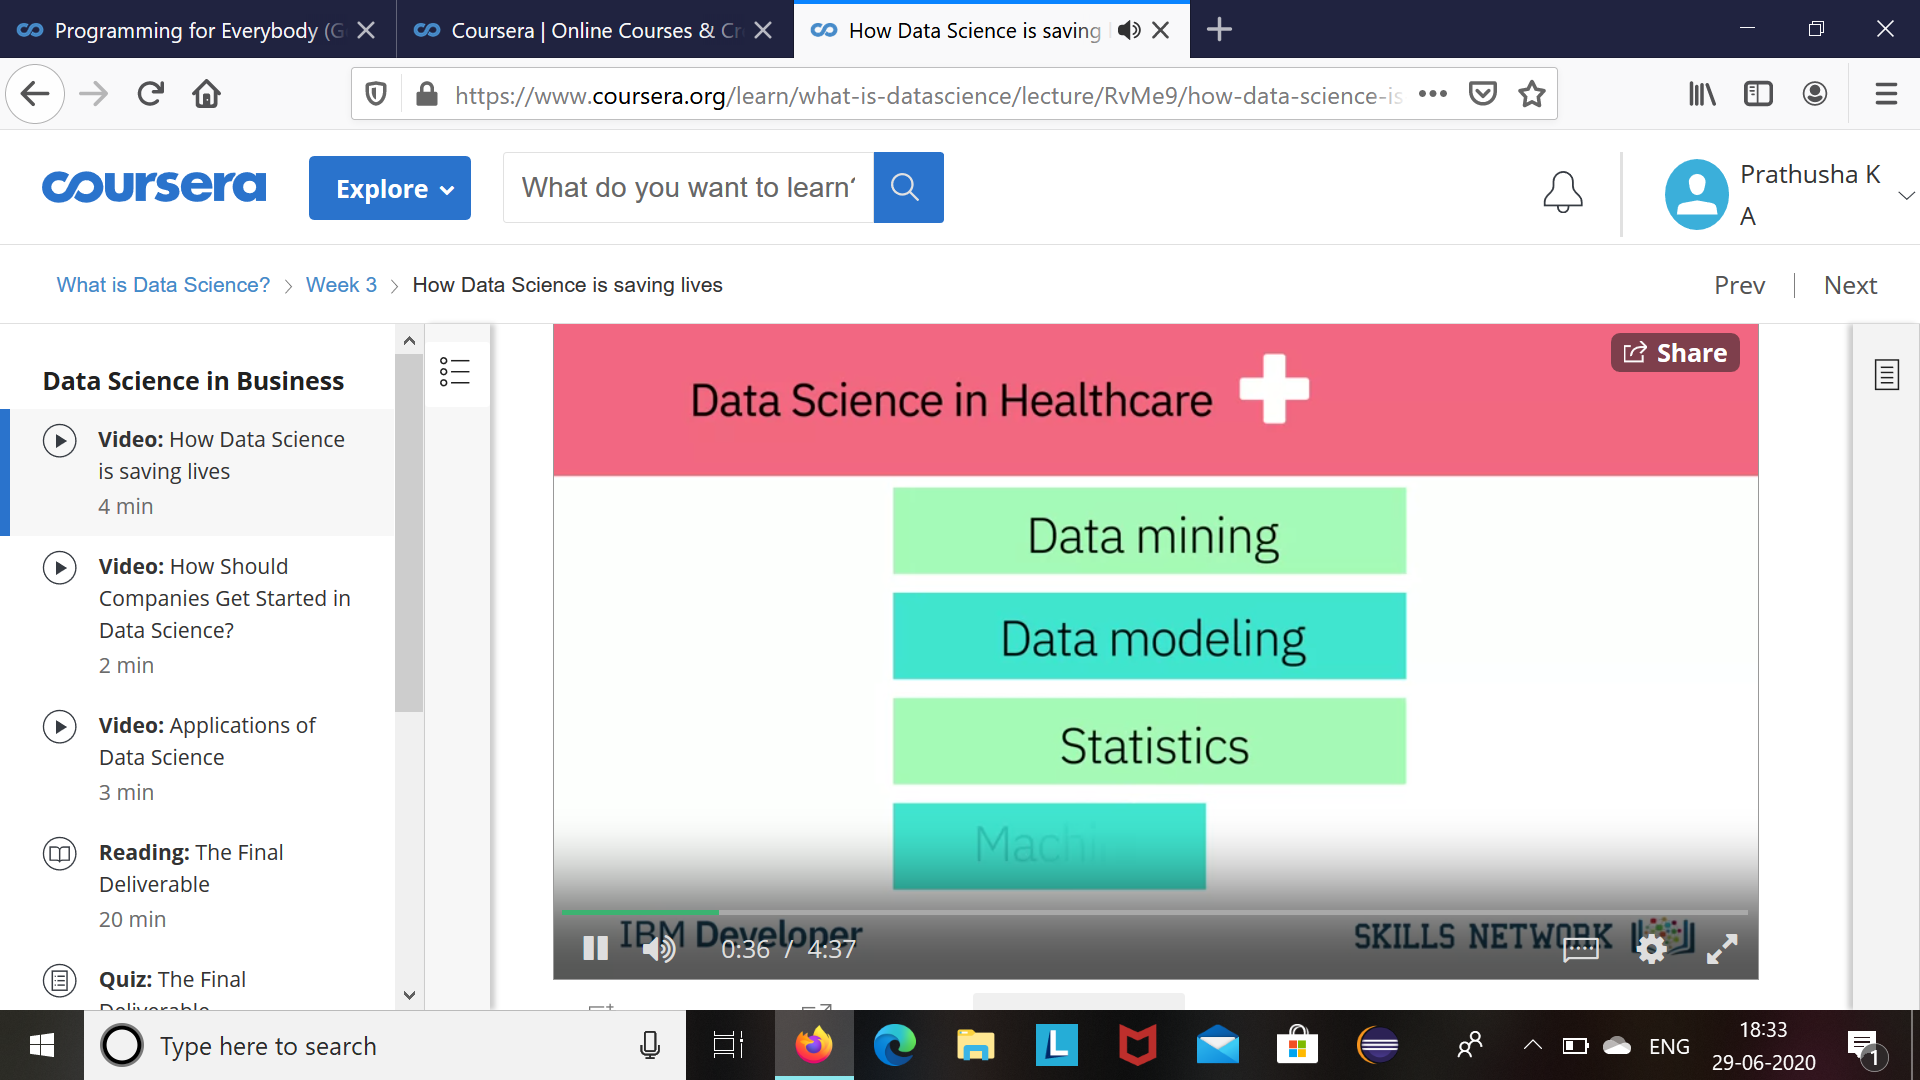 Programming for Everybody (G
Coursera | Online Courses & Cr
How Data Science is saving
https://www.coursera.org/learn/what-is-datascience/lecture/RvMe9/how-data-science-is
coursera
Explore
What do you want to learn?
Prathusha K
A
What is Data Science?
Week 3
How Data Science is saving lives
Prev
Next
Data Science in Business
Video: How Data Science
is saving lives
4 min
Video: How Should
Companies Get Started in
Data Science?
2 min
Video: Applications of
Data Science
3 min
Reading: The Final
Deliverable
20 min
Quiz: The Final
Deliverable
Share
Data Science in Healthcare
Data mining
Data modeling
Statistics
Machi
IBM Developer
SKILLS NETWORK
0:36 / 4:37
Type here to search
L
ENG
18:33
29-06-2020
1